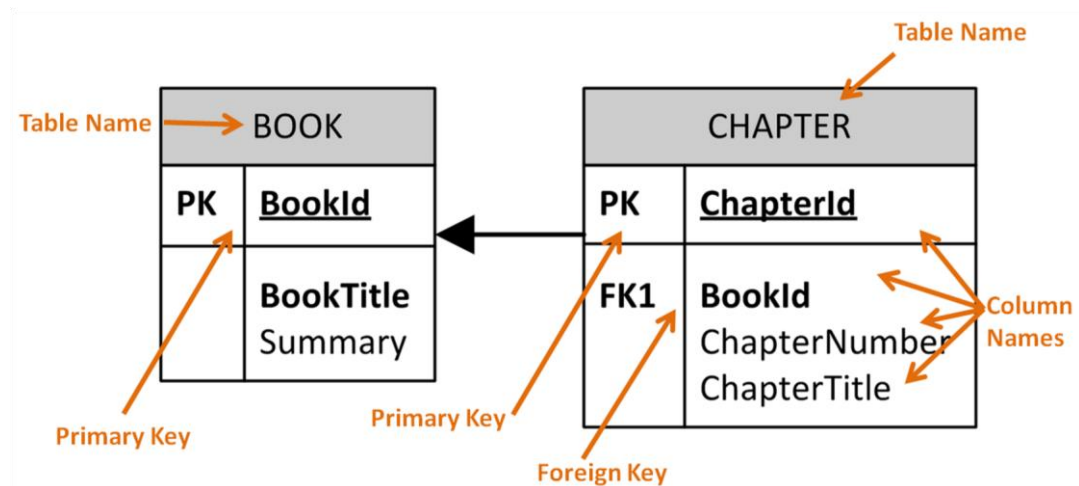 Table Name
Table Name
BOOK
PK BookId
BookTitle
Summary
Primary Key
CHAPTER
PK ChapterId
FK1 BookId
ChapterNumber
ChapterTitle
Column
Names
Primary Key
Foreign Key